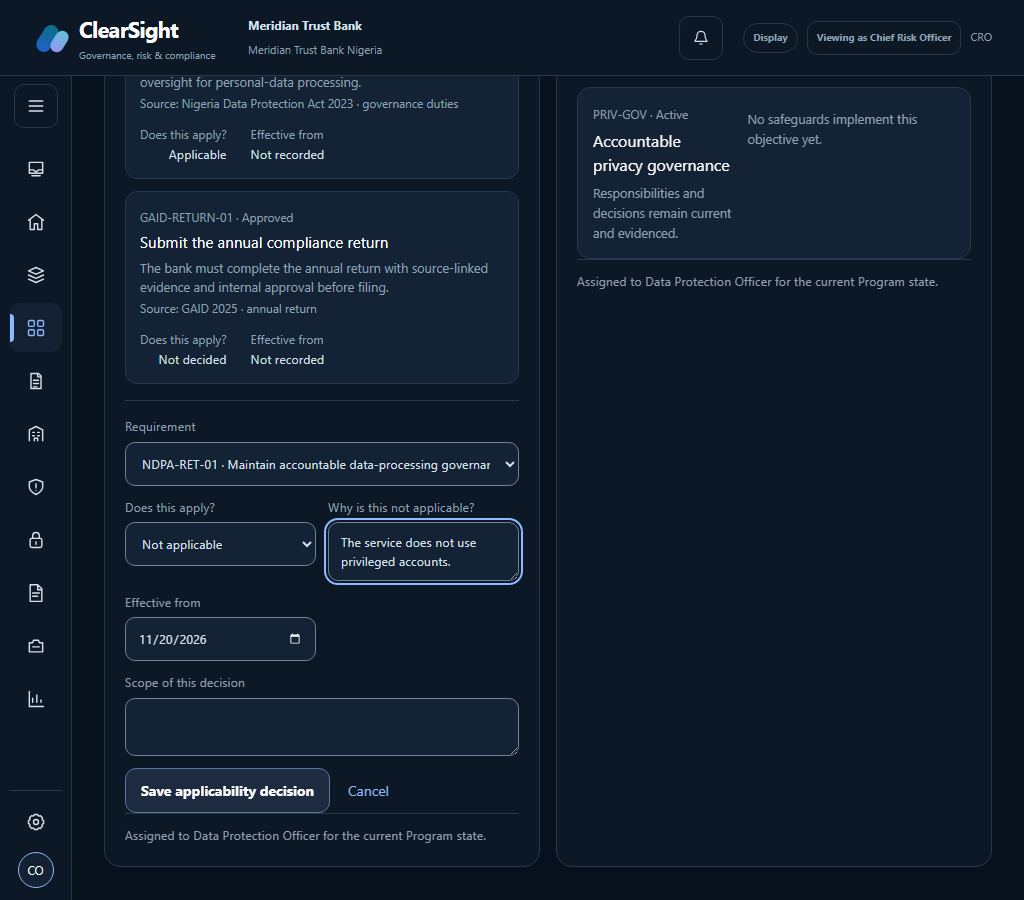 ClearSight
Governance, risk & compliance
Meridian Trust Bank
Meridian Trust Bank Nigeria
Display
Viewing as Chief Risk Officer
CRO
oversight for personal-data processing.
Source: Nigeria Data Protection Act 2023 · governance duties
Does this apply? Effective from
Applicable Not recorded
GAID-RETURN-01 · Approved
Submit the annual compliance return
The bank must complete the annual return with source-linked
evidence and internal approval before filing.
Source: GAID 2025 · annual return
Does this apply? Effective from
Not decided Not recorded
Requirement
NDPA-RET-01 · Maintain accountable data-processing governar
Does this apply? Why is this not applicable?
Not applicable
The service does not use
privileged accounts.
Effective from
11/20/2026
Scope of this decision
Save applicability decision Cancel
Assigned to Data Protection Officer for the current Program state.
PRIV-GOV · Active
Accountable
privacy governance
Responsibilities and
decisions remain current
and evidenced.
No safeguards implement this
objective yet.
Assigned to Data Protection Officer for the current Program state.
CO